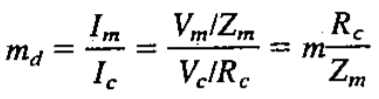 m_d = \frac{I_m}{I_c} = \frac{V_m/Z_m}{V_c/R_c} = m\frac{R_c}{Z_m}